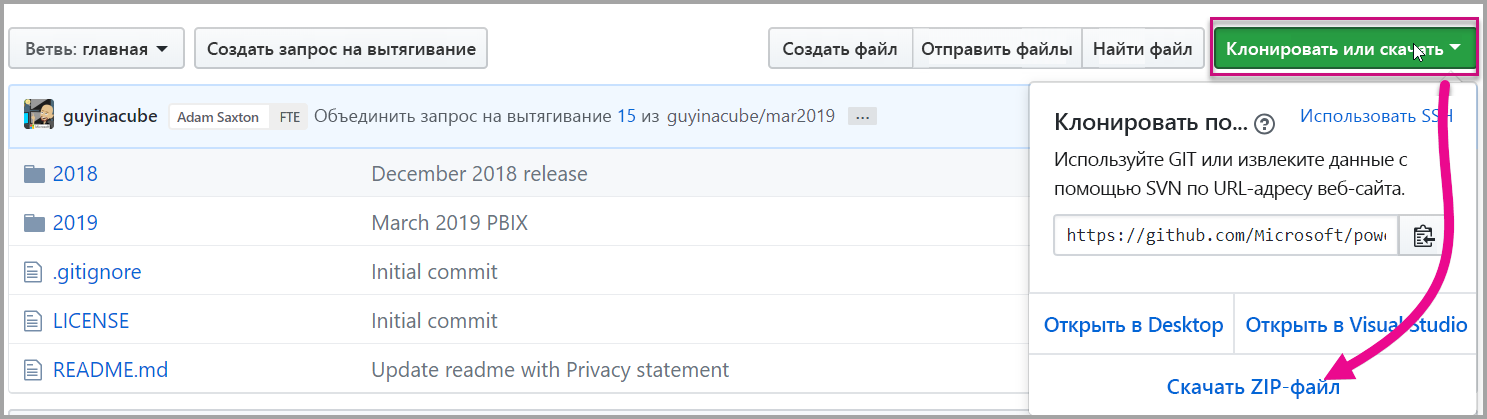 Ветвь: главная
Создать запрос на вытягивание
Создать файл
Отправить файлы
Найти файл
Клонировать или скачать
guyinacube Adam Saxton FTE Объединить запрос на вытягивание 15 из guyinacube/mar2019 ...
2018 December 2018 release
2019 March 2019 PBIX
.gitignore Initial commit
LICENSE Initial commit
README.md Update readme with Privacy statement
Клонировать по... ? Использовать SSH
Используйте GIT или извлеките данные с
помощью SVN по URL-адресу веб-сайта.
https://github.com/Microsoft/powe
Открыть в Desktop
Открыть в Visual Studio
Скачать ZIP-файл